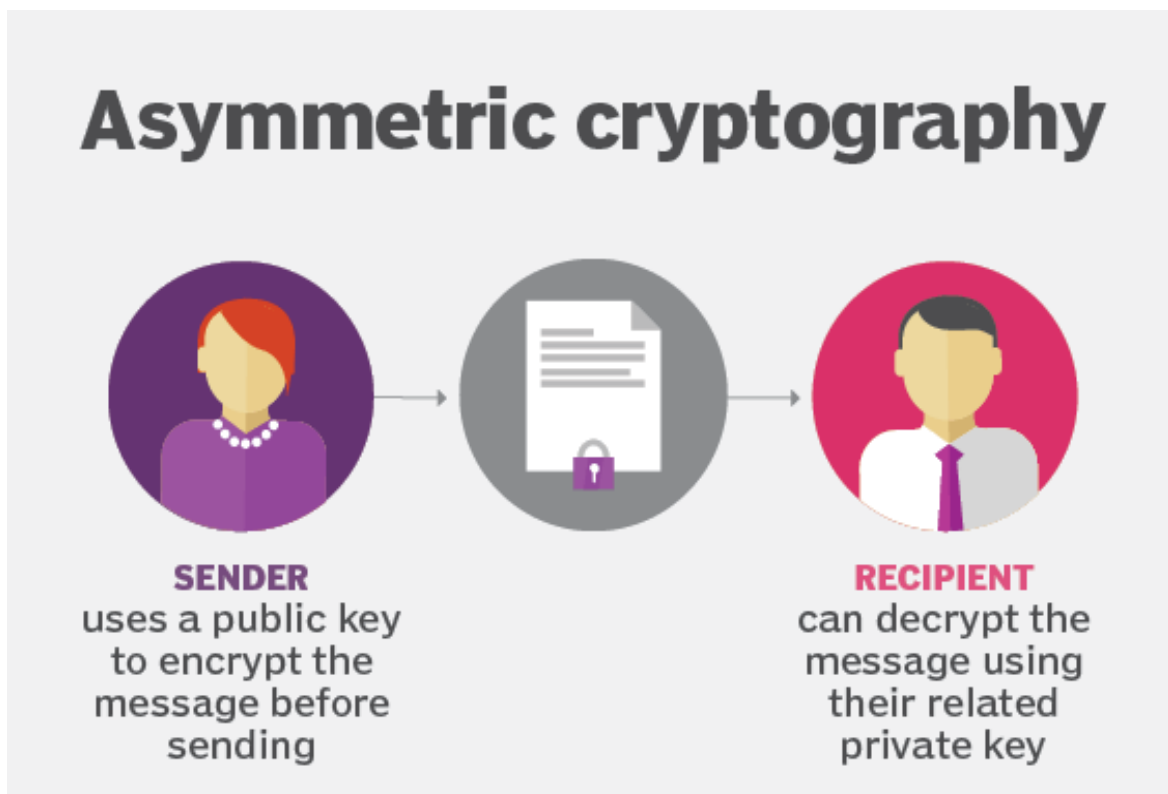 Asymmetric cryptography
SENDER
uses a public key
to encrypt the
message before
sending
RECIPIENT
can decrypt the
message using
their related
private key